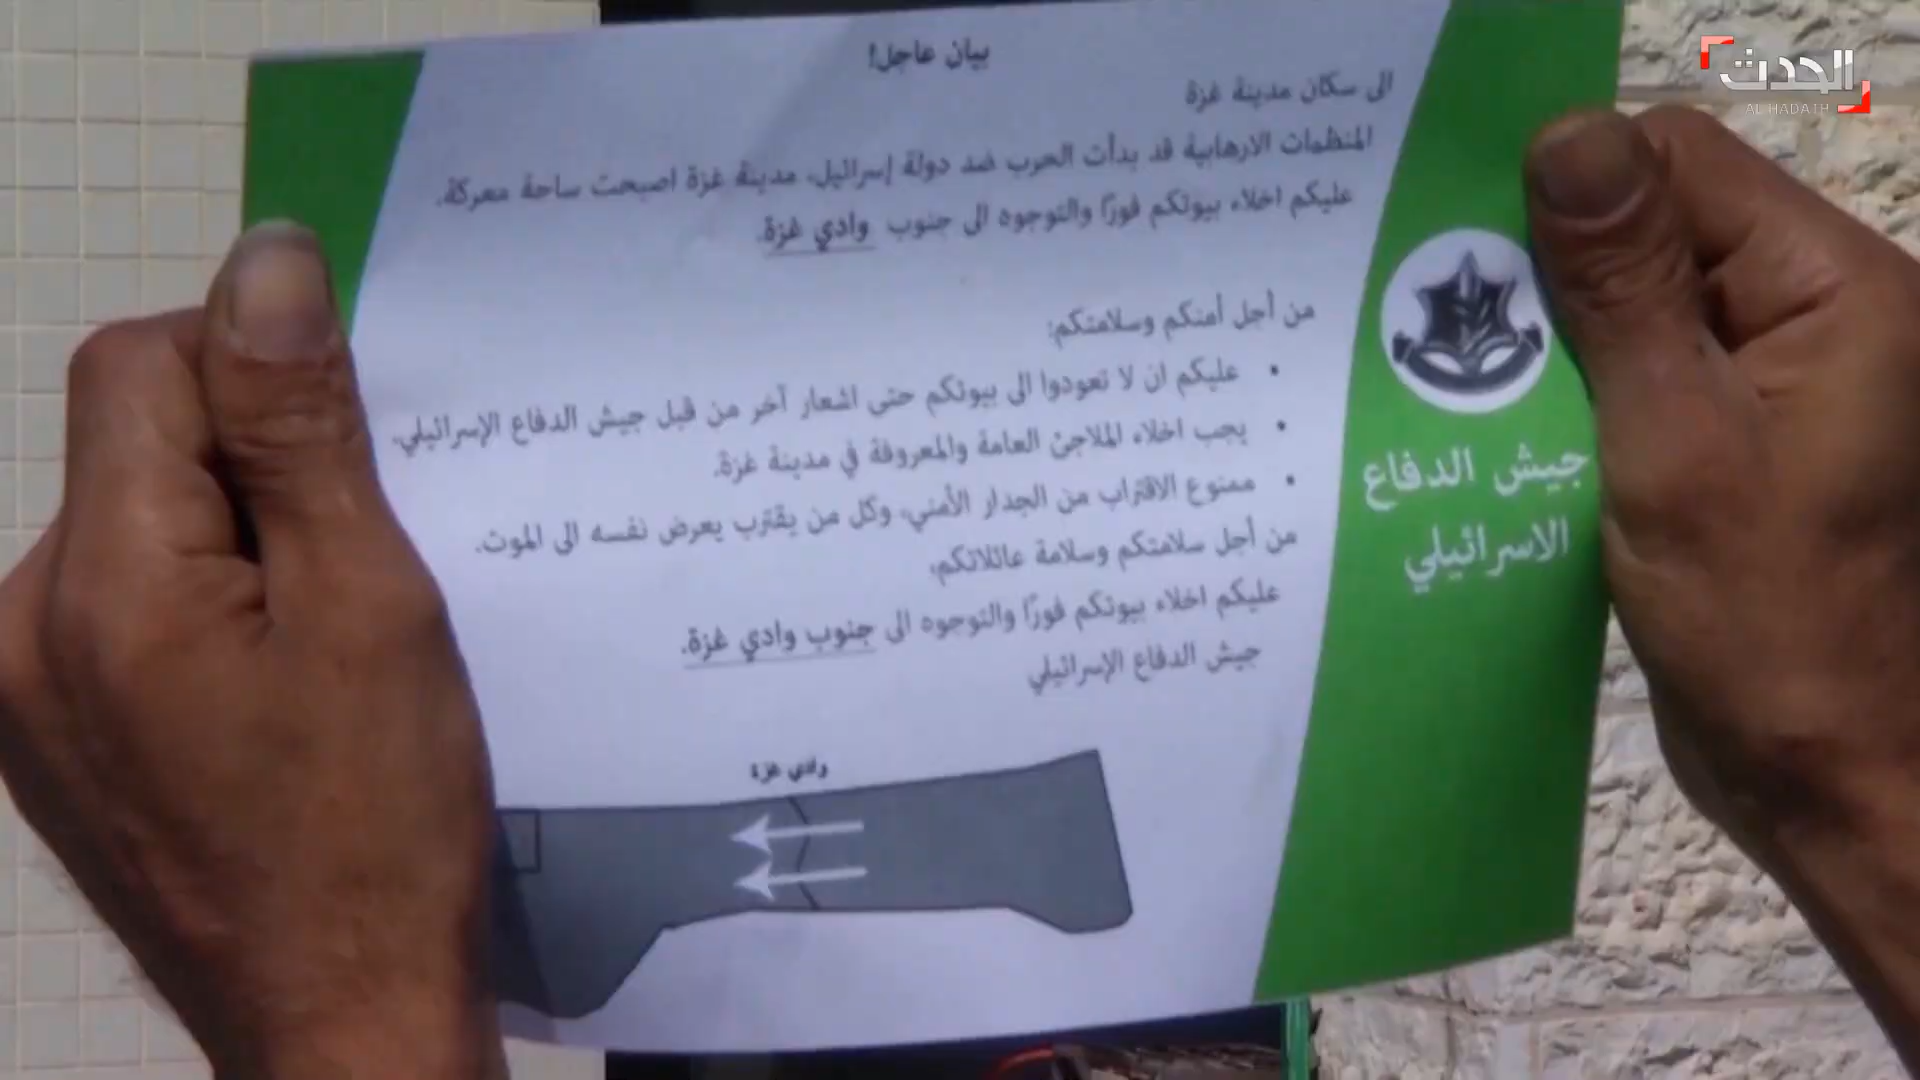 الحدث
AL HADATH
بيان عاجل!
الى سكان مدينة غزة
المنظمات الارهابية قد بدأت الحرب ضد دولة إسرائيل، مدينة غزة اصبحت ساحة معركة.
عليكم اخلاء بيوتكم فورًا والتوجوه الى جنوب وادي غزة.
من أجل أمنكم وسلامتكم:
• عليكم ان لا تعودوا الى بيوتكم حتى اشعار آخر من قبل جيش الدفاع الإسرائيلي.
• يجب اخلاء الملاجئ العامة والمعروفة في مدينة غزة.
• ممنوع الاقتراب من الجدار الأمني، وكل من يقترب يعرض نفسه الى الموت.
من أجل سلامتكم وسلامة عائلاتكم،
عليكم اخلاء بيوتكم فورًا والتوجوه الى جنوب وادي غزة.
جيش الدفاع الإسرائيلي
وادي غزة
جيش الدفاع
الاسرائيلي